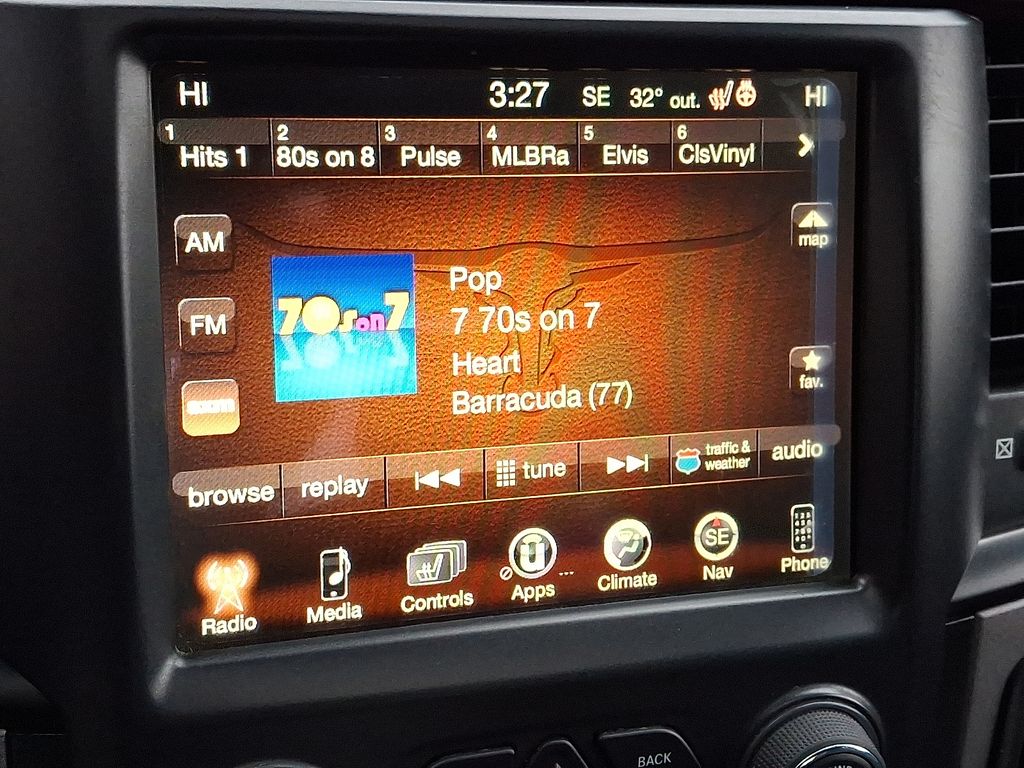 HI 3:27 SE 32° out. HI
1 2 3 4 5 6
Hits 1 80s on 8 Pulse MLBRa Elvis ClsVinyl
AM
map
70s on 7
Pop
7 70s on 7
FM
Heart
fav.
Barracuda (77)
browse replay tune traffic & weather audio
SE
Radio Media Controls Apps Climate Nav Phone
BACK